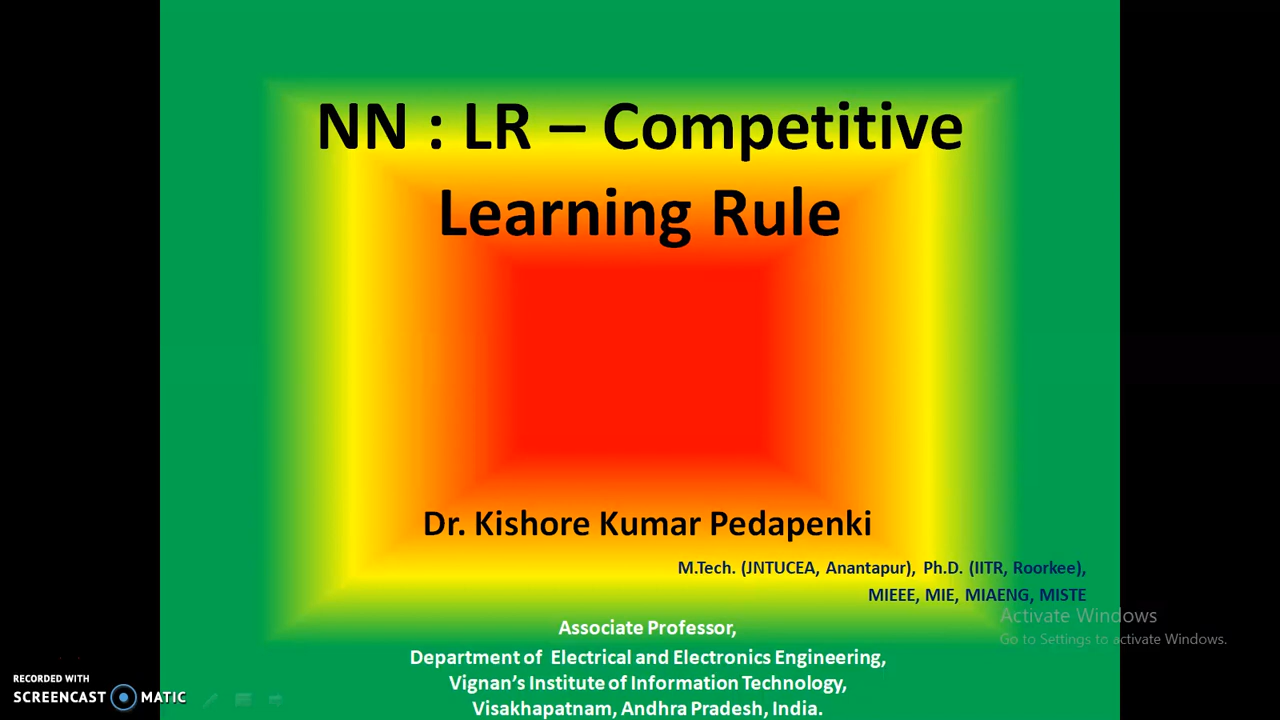 NN : LR – Competitive
Learning Rule
Dr. Kishore Kumar Pedapenki
M.Tech. (JNTUCEA, Anantapur), Ph.D. (IITR, Roorkee),
MIEEE, MIE, MIAENG, MISTE
Activate Windows
Go to Settings to activate Windows.
Associate Professor,
Department of Electrical and Electronics Engineering,
Vignan’s Institute of Information Technology,
Visakhapatnam, Andhra Pradesh, India.
RECORDED WITH
SCREENCAST MATIC